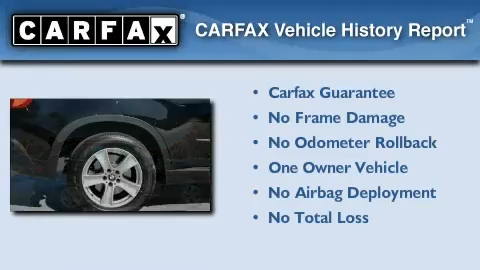 CARFAX® CARFAX Vehicle History Report™
• Carfax Guarantee
• No Frame Damage
• No Odometer Rollback
• One Owner Vehicle
• No Airbag Deployment
• No Total Loss